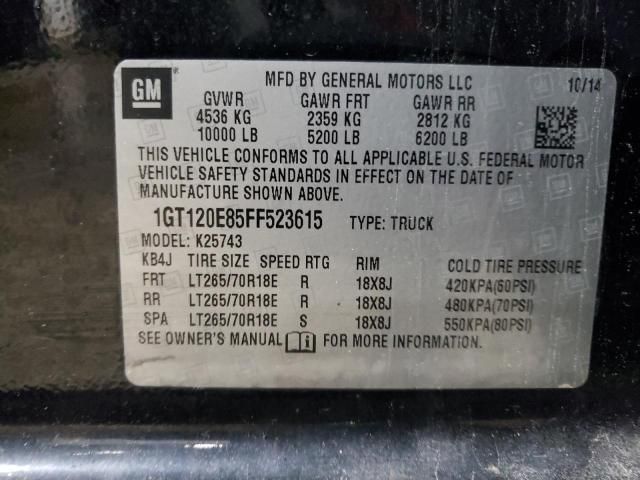 GM
MFD BY GENERAL MOTORS LLC 10/14
GVWR GAWR FRT GAWR RR
4536 KG 2359 KG 2812 KG
10000 LB 5200 LB 6200 LB
THIS VEHICLE CONFORMS TO ALL APPLICABLE U.S. FEDERAL MOTOR
VEHICLE SAFETY STANDARDS IN EFFECT ON THE DATE OF
MANUFACTURE SHOWN ABOVE.
1GT120E85FF523615 TYPE: TRUCK
MODEL: K25743
KB4J TIRE SIZE SPEED RTG RIM COLD TIRE PRESSURE
FRT LT265/70R18E R 18X8J 420KPA(60PSI)
RR LT265/70R18E R 18X8J 480KPA(70PSI)
SPA LT265/70R18E S 18X8J 550KPA(80PSI)
SEE OWNER'S MANUAL FOR MORE INFORMATION.